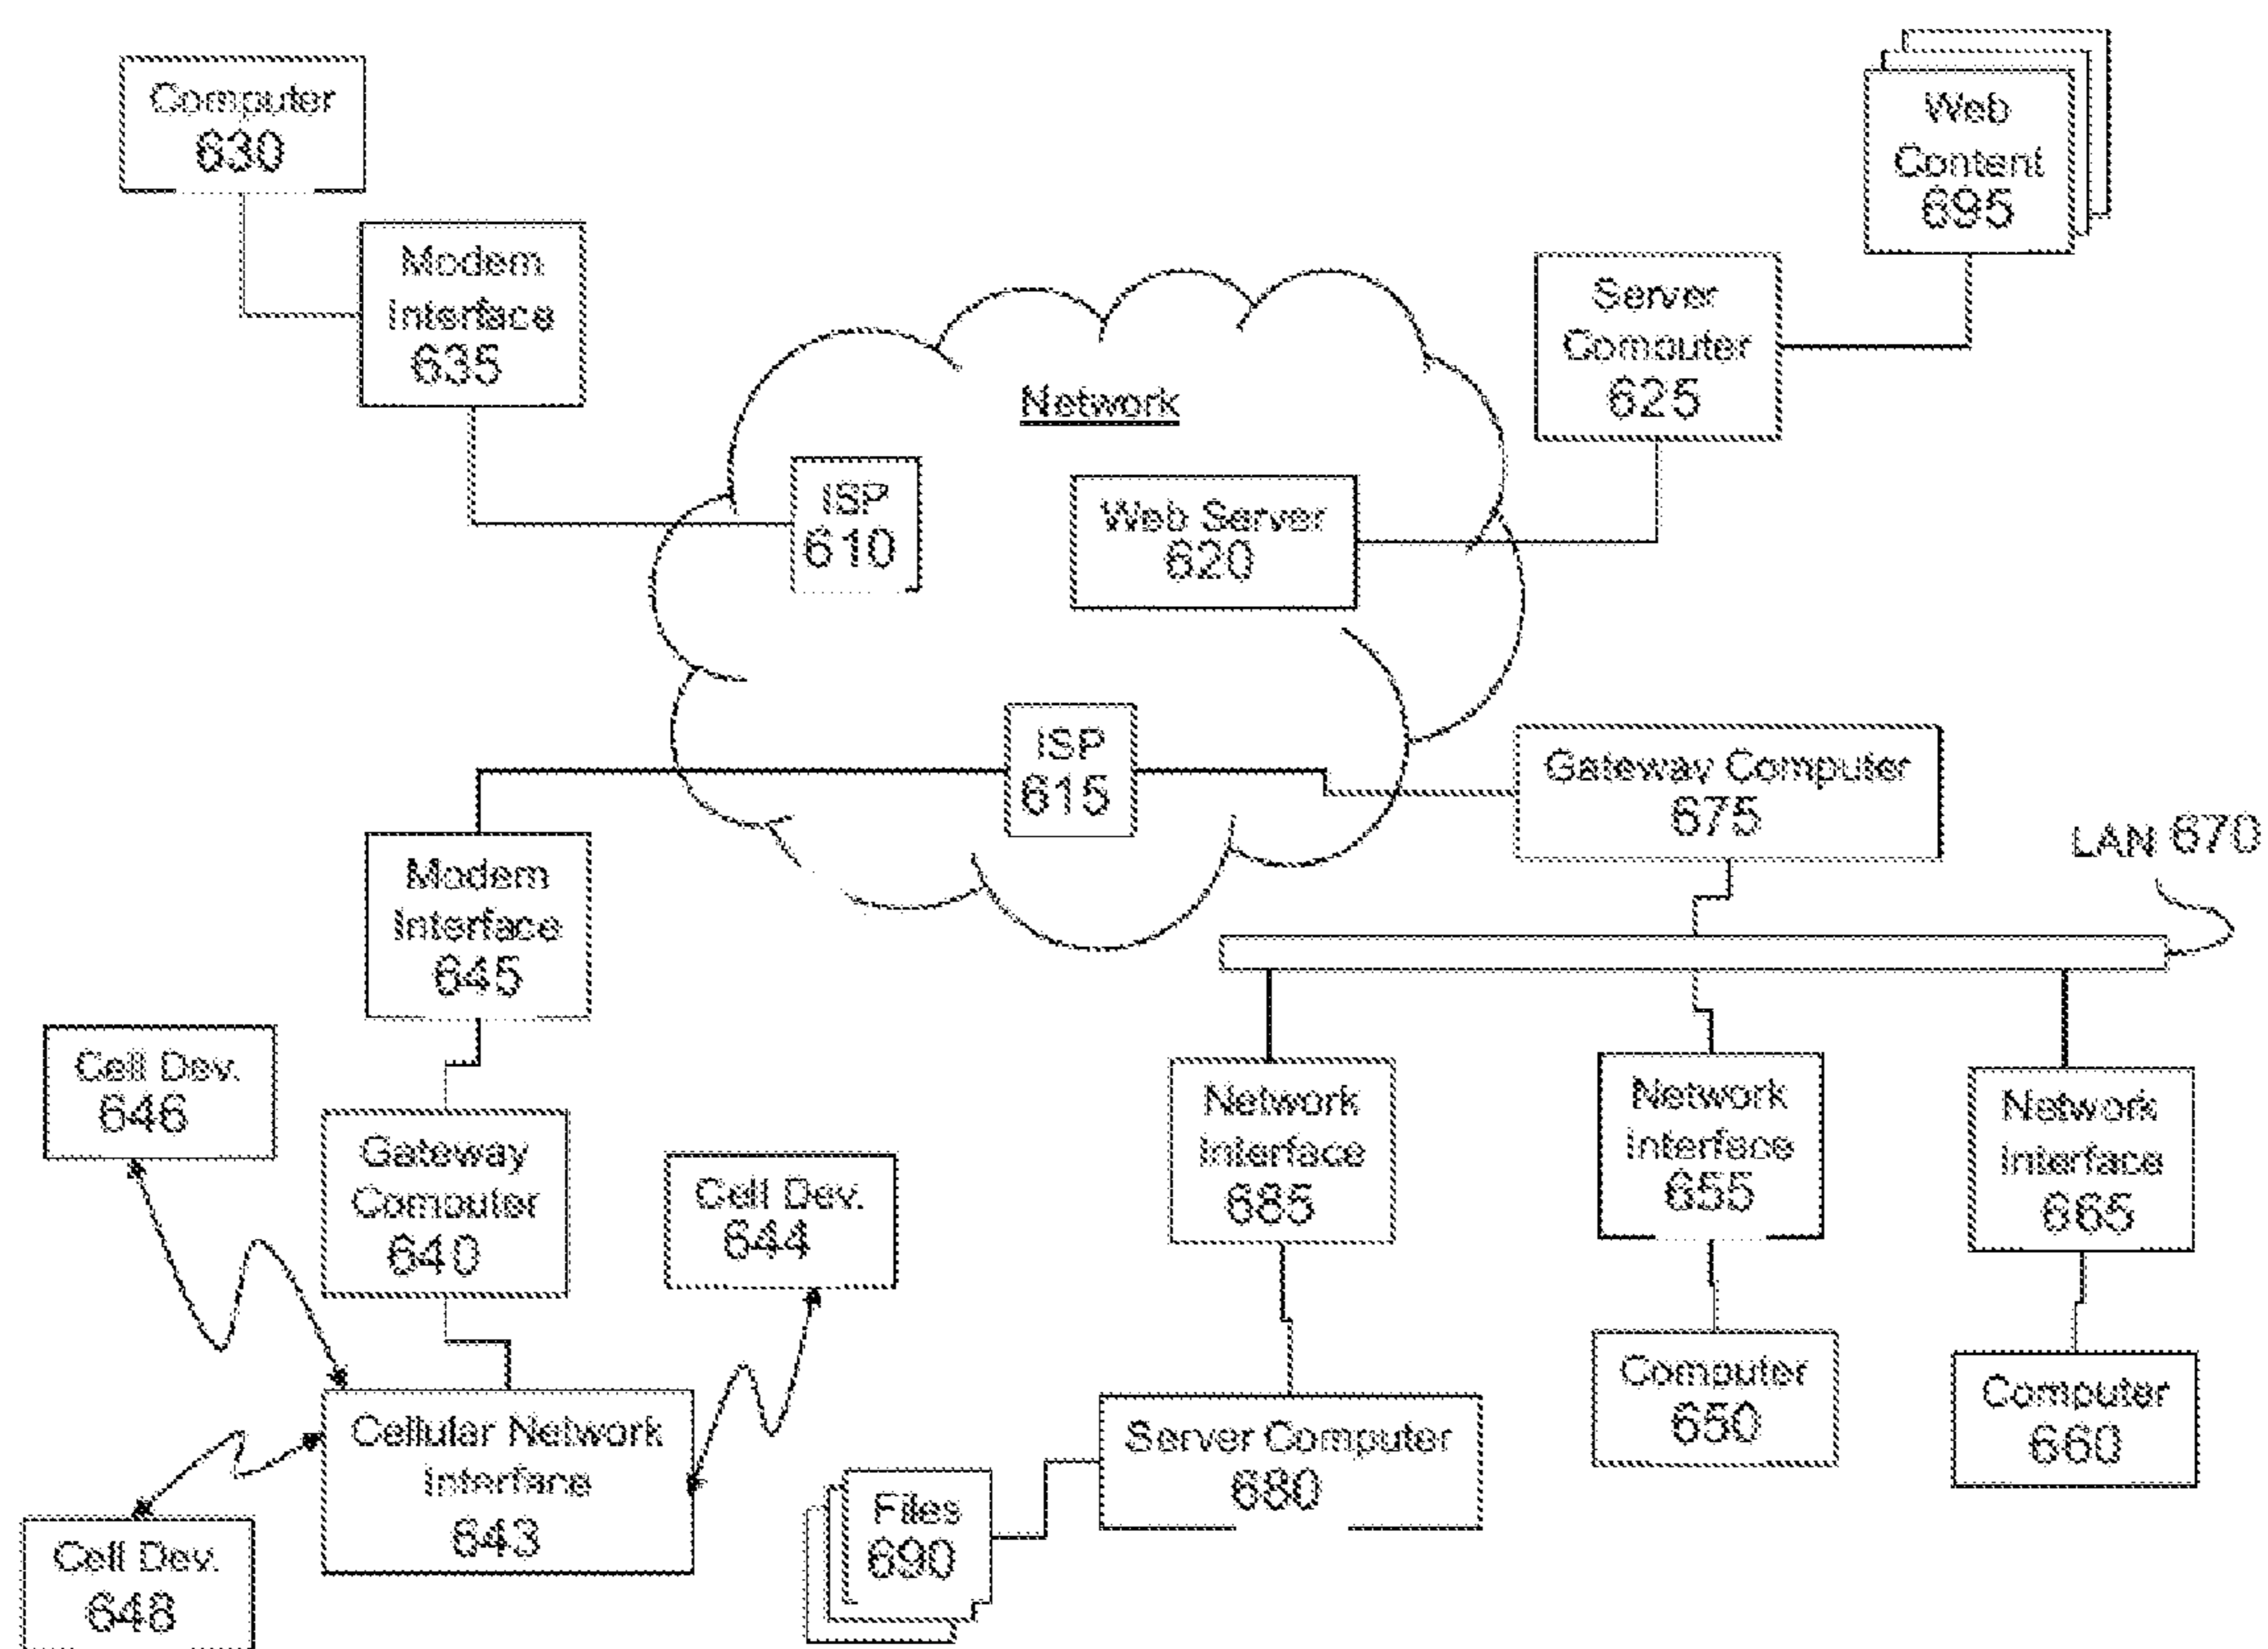 Computer
630
Modem
Interface
635
Web
Content
695
Server
Computer
625
Network
ISP
610
Web Server
620
ISP
615
Gateway Computer
675
LAN 670
Modem
Interface
645
Cell Dev.
646
Gateway
Computer
640
Cell Dev.
644
Network
Interface
685
Network
Interface
655
Network
Interface
665
Cellular Network
Interface
643
Cell Dev.
648
Files
690
Server Computer
680
Computer
650
Computer
660